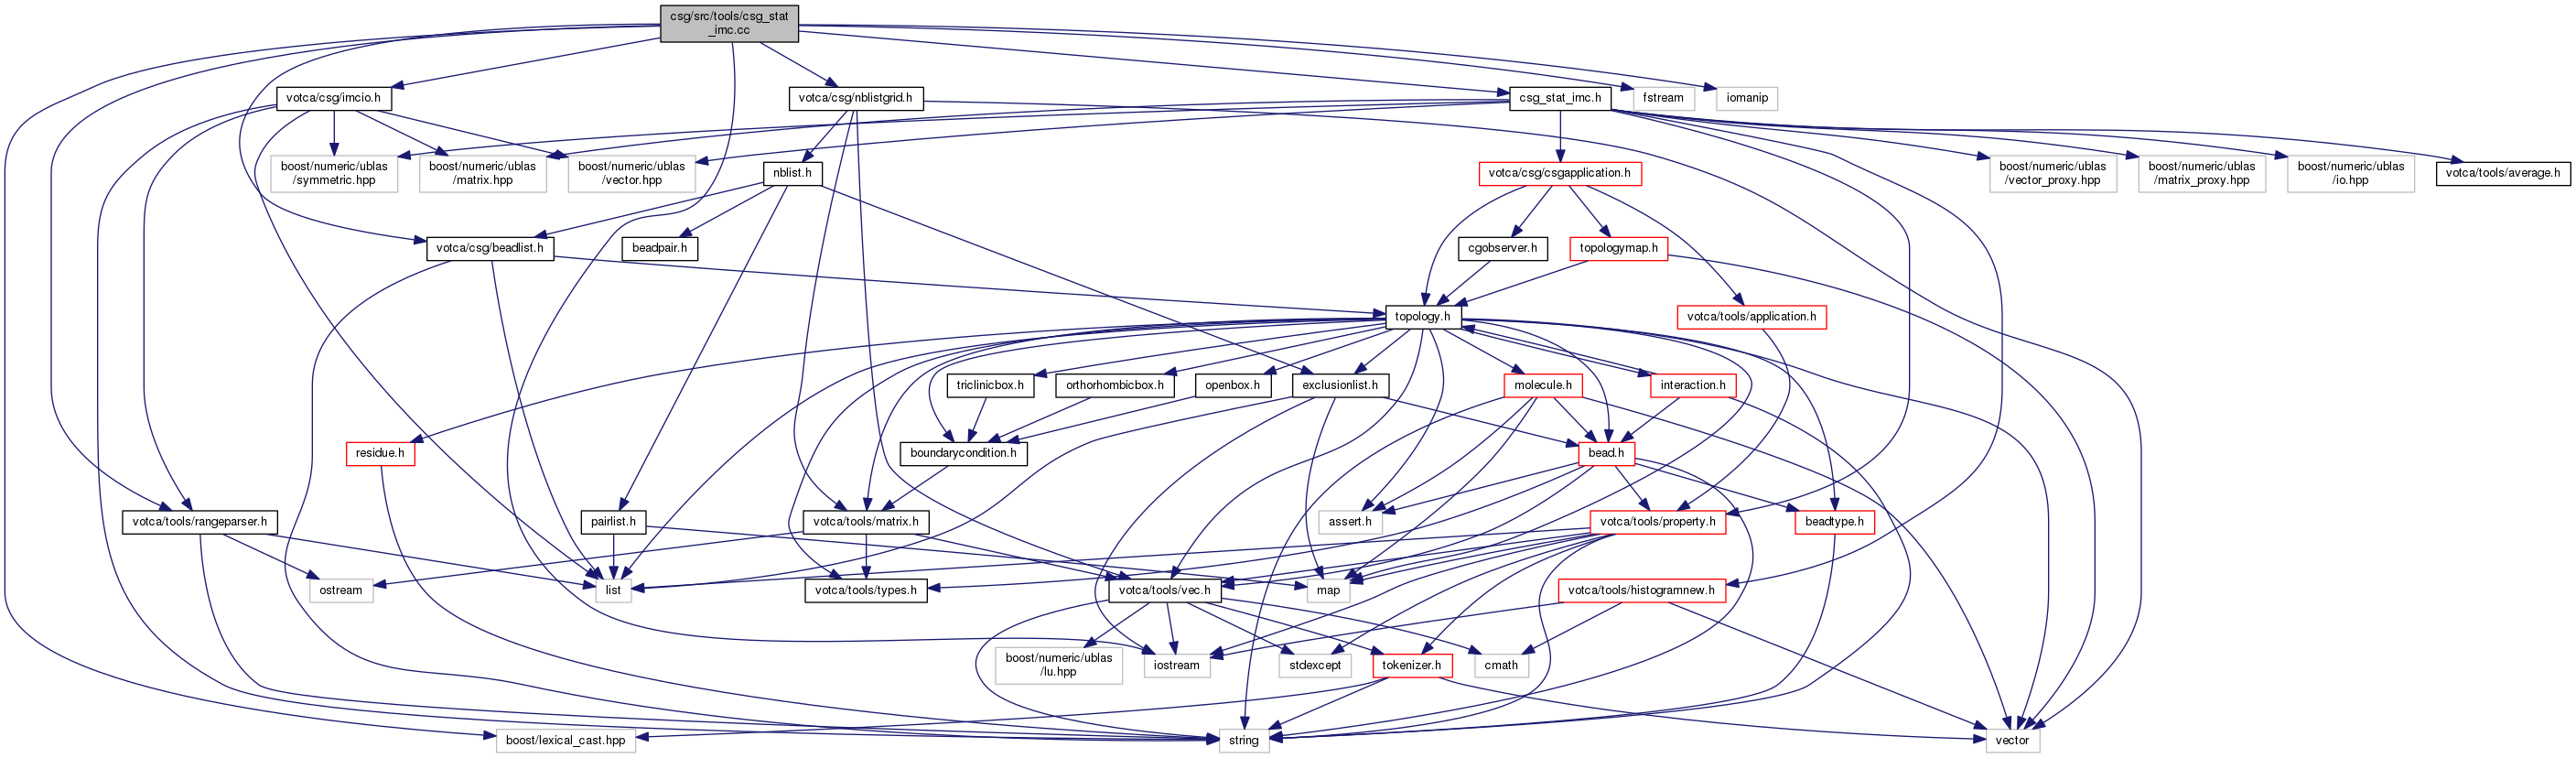 csg/src/tools/csg_stat
_imc.cc
votca/csg/imcio.h
votca/csg/nblistgrid.h
csg_stat_imc.h
fstream
iomanip
boost/numeric/ublas
/symmetric.hpp
boost/numeric/ublas
/matrix.hpp
boost/numeric/ublas
/vector.hpp
nblist.h
votca/csg/csgapplication.h
boost/numeric/ublas
/vector_proxy.hpp
boost/numeric/ublas
/matrix_proxy.hpp
boost/numeric/ublas
/io.hpp
votca/tools/average.h
votca/csg/beadlist.h
beadpair.h
cgobserver.h
topologymap.h
topology.h
votca/tools/application.h
triclinicbox.h
orthorhombicbox.h
openbox.h
exclusionlist.h
molecule.h
interaction.h
residue.h
boundarycondition.h
bead.h
votca/tools/rangeparser.h
pairlist.h
votca/tools/matrix.h
assert.h
votca/tools/property.h
beadtype.h
ostream
list
votca/tools/types.h
votca/tools/vec.h
map
votca/tools/histogramnew.h
boost/numeric/ublas
/lu.hpp
iostream
stdexcept
tokenizer.h
cmath
boost/lexical_cast.hpp
string
vector